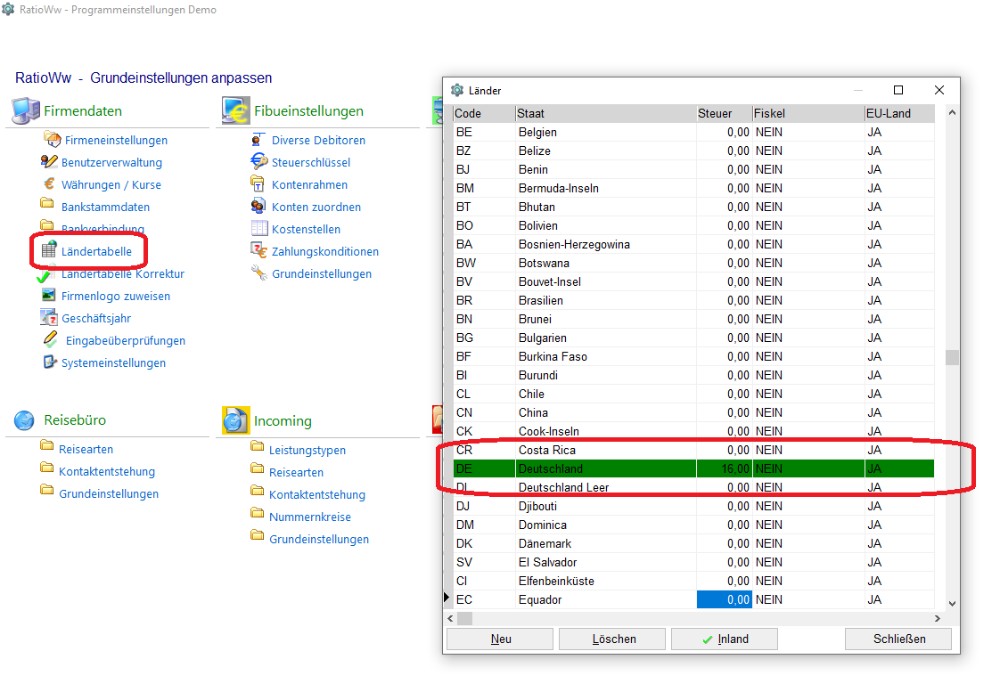 RatioWw - Programmeinstellungen Demo
RatioWw - Grundeinstellungen anpassen
Firmendaten
Firmeneinstellungen
Benutzerverwaltung
Währungen / Kurse
Bankstammdaten
Bankverbindung
Ländertabelle
Ländertabelle Korrektur
Firmenlogo zuweisen
Geschäftsjahr
Eingabeüberprüfungen
Systemeinstellungen
Fibueinstellungen
Diverse Debitoren
Steuerschlüssel
Kontenrahmen
Konten zuordnen
Kostenstellen
Zahlungskonditionen
Grundeinstellungen
Reisebüro
Reisearten
Kontaktentstehung
Grundeinstellungen
Incoming
Leistungstypen
Reisearten
Kontaktentstehung
Nummernkreise
Grundeinstellungen
Länder
Code Staat Steuer Fiskel EU-Land
BE Belgien 0,00 NEIN JA
BZ Belize 0,00 NEIN JA
BJ Benin 0,00 NEIN JA
BM Bermuda-Inseln 0,00 NEIN JA
BT Bhutan 0,00 NEIN JA
BO Bolivien 0,00 NEIN JA
BA Bosnien-Herzegowina 0,00 NEIN JA
BW Botswana 0,00 NEIN JA
BV Bouvet-Insel 0,00 NEIN JA
BR Brasilien 0,00 NEIN JA
BN Brunei 0,00 NEIN JA
BG Bulgarien 0,00 NEIN JA
BF Burkina Faso 0,00 NEIN JA
BI Burundi 0,00 NEIN JA
CL Chile 0,00 NEIN JA
CN China 0,00 NEIN JA
CK Cook-Inseln 0,00 NEIN JA
CR Costa Rica 0,00 NEIN JA
DE Deutschland 16,00 NEIN JA
DL Deutschland Leer 0,00 NEIN JA
DJ Djibouti 0,00 NEIN JA
DM Dominica 0,00 NEIN JA
DK Dänemark 0,00 NEIN JA
SV El Salvador 0,00 NEIN JA
CI Elfenbeinküste 0,00 NEIN JA
EC Equador 0,00 NEIN JA
Neu Löschen Inland Schließen